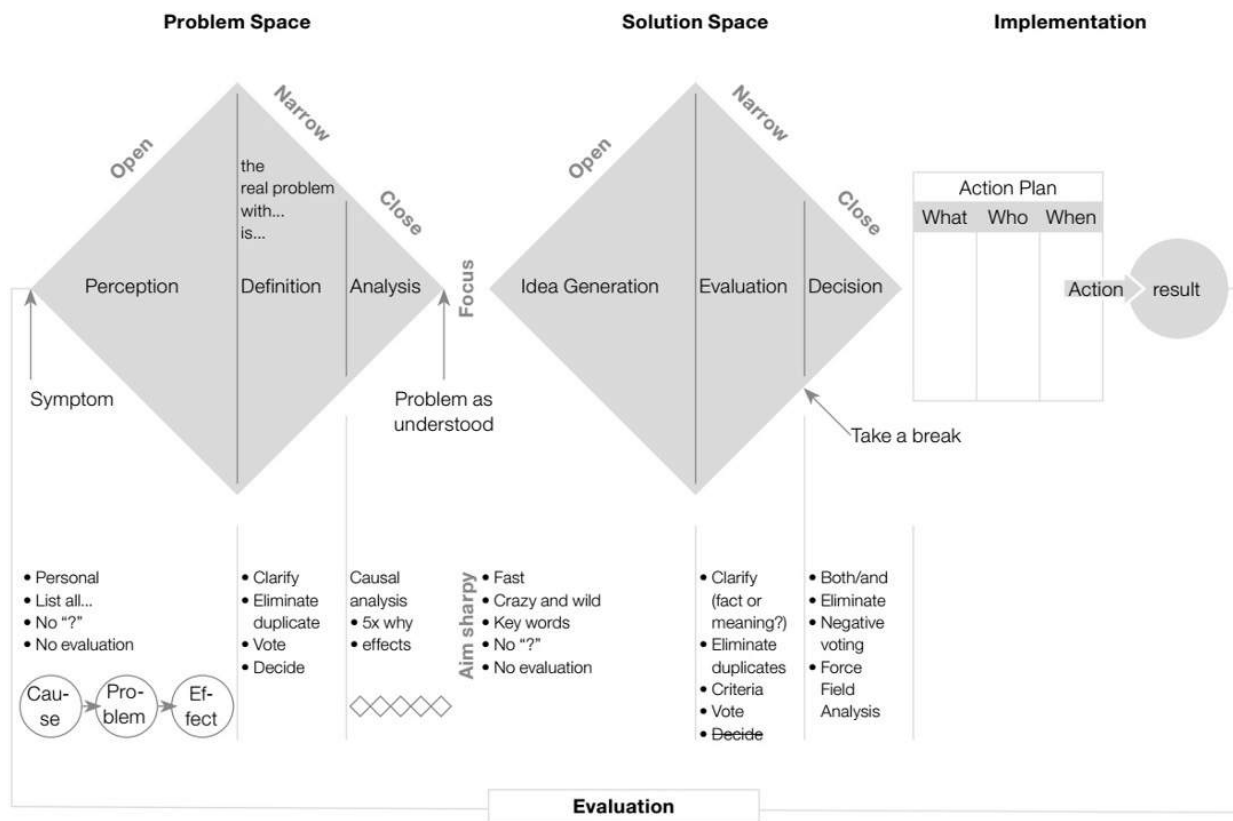 Problem Space
Solution Space
Implementation
Open
Narrow
Close
the
real problem
with...
is...
Perception
Definition
Analysis
Focus
Symptom
Problem as
understood
Open
Narrow
Close
Idea Generation
Evaluation
Decision
Take a break
Action Plan
What Who When
Action
result
• Personal
• List all...
• No “?”
• No evaluation
Cau-
se
Pro-
blem
Ef-
fect
• Clarify
• Eliminate
duplicate
• Vote
• Decide
Causal
analysis
• 5x why
• effects
Aim sharpy
• Fast
• Crazy and wild
• Key words
• No “?”
• No evaluation
• Clarify
(fact or
meaning?)
• Eliminate
duplicates
• Criteria
• Vote
• Decide
• Both/and
• Eliminate
• Negative
voting
• Force
Field
Analysis
Evaluation